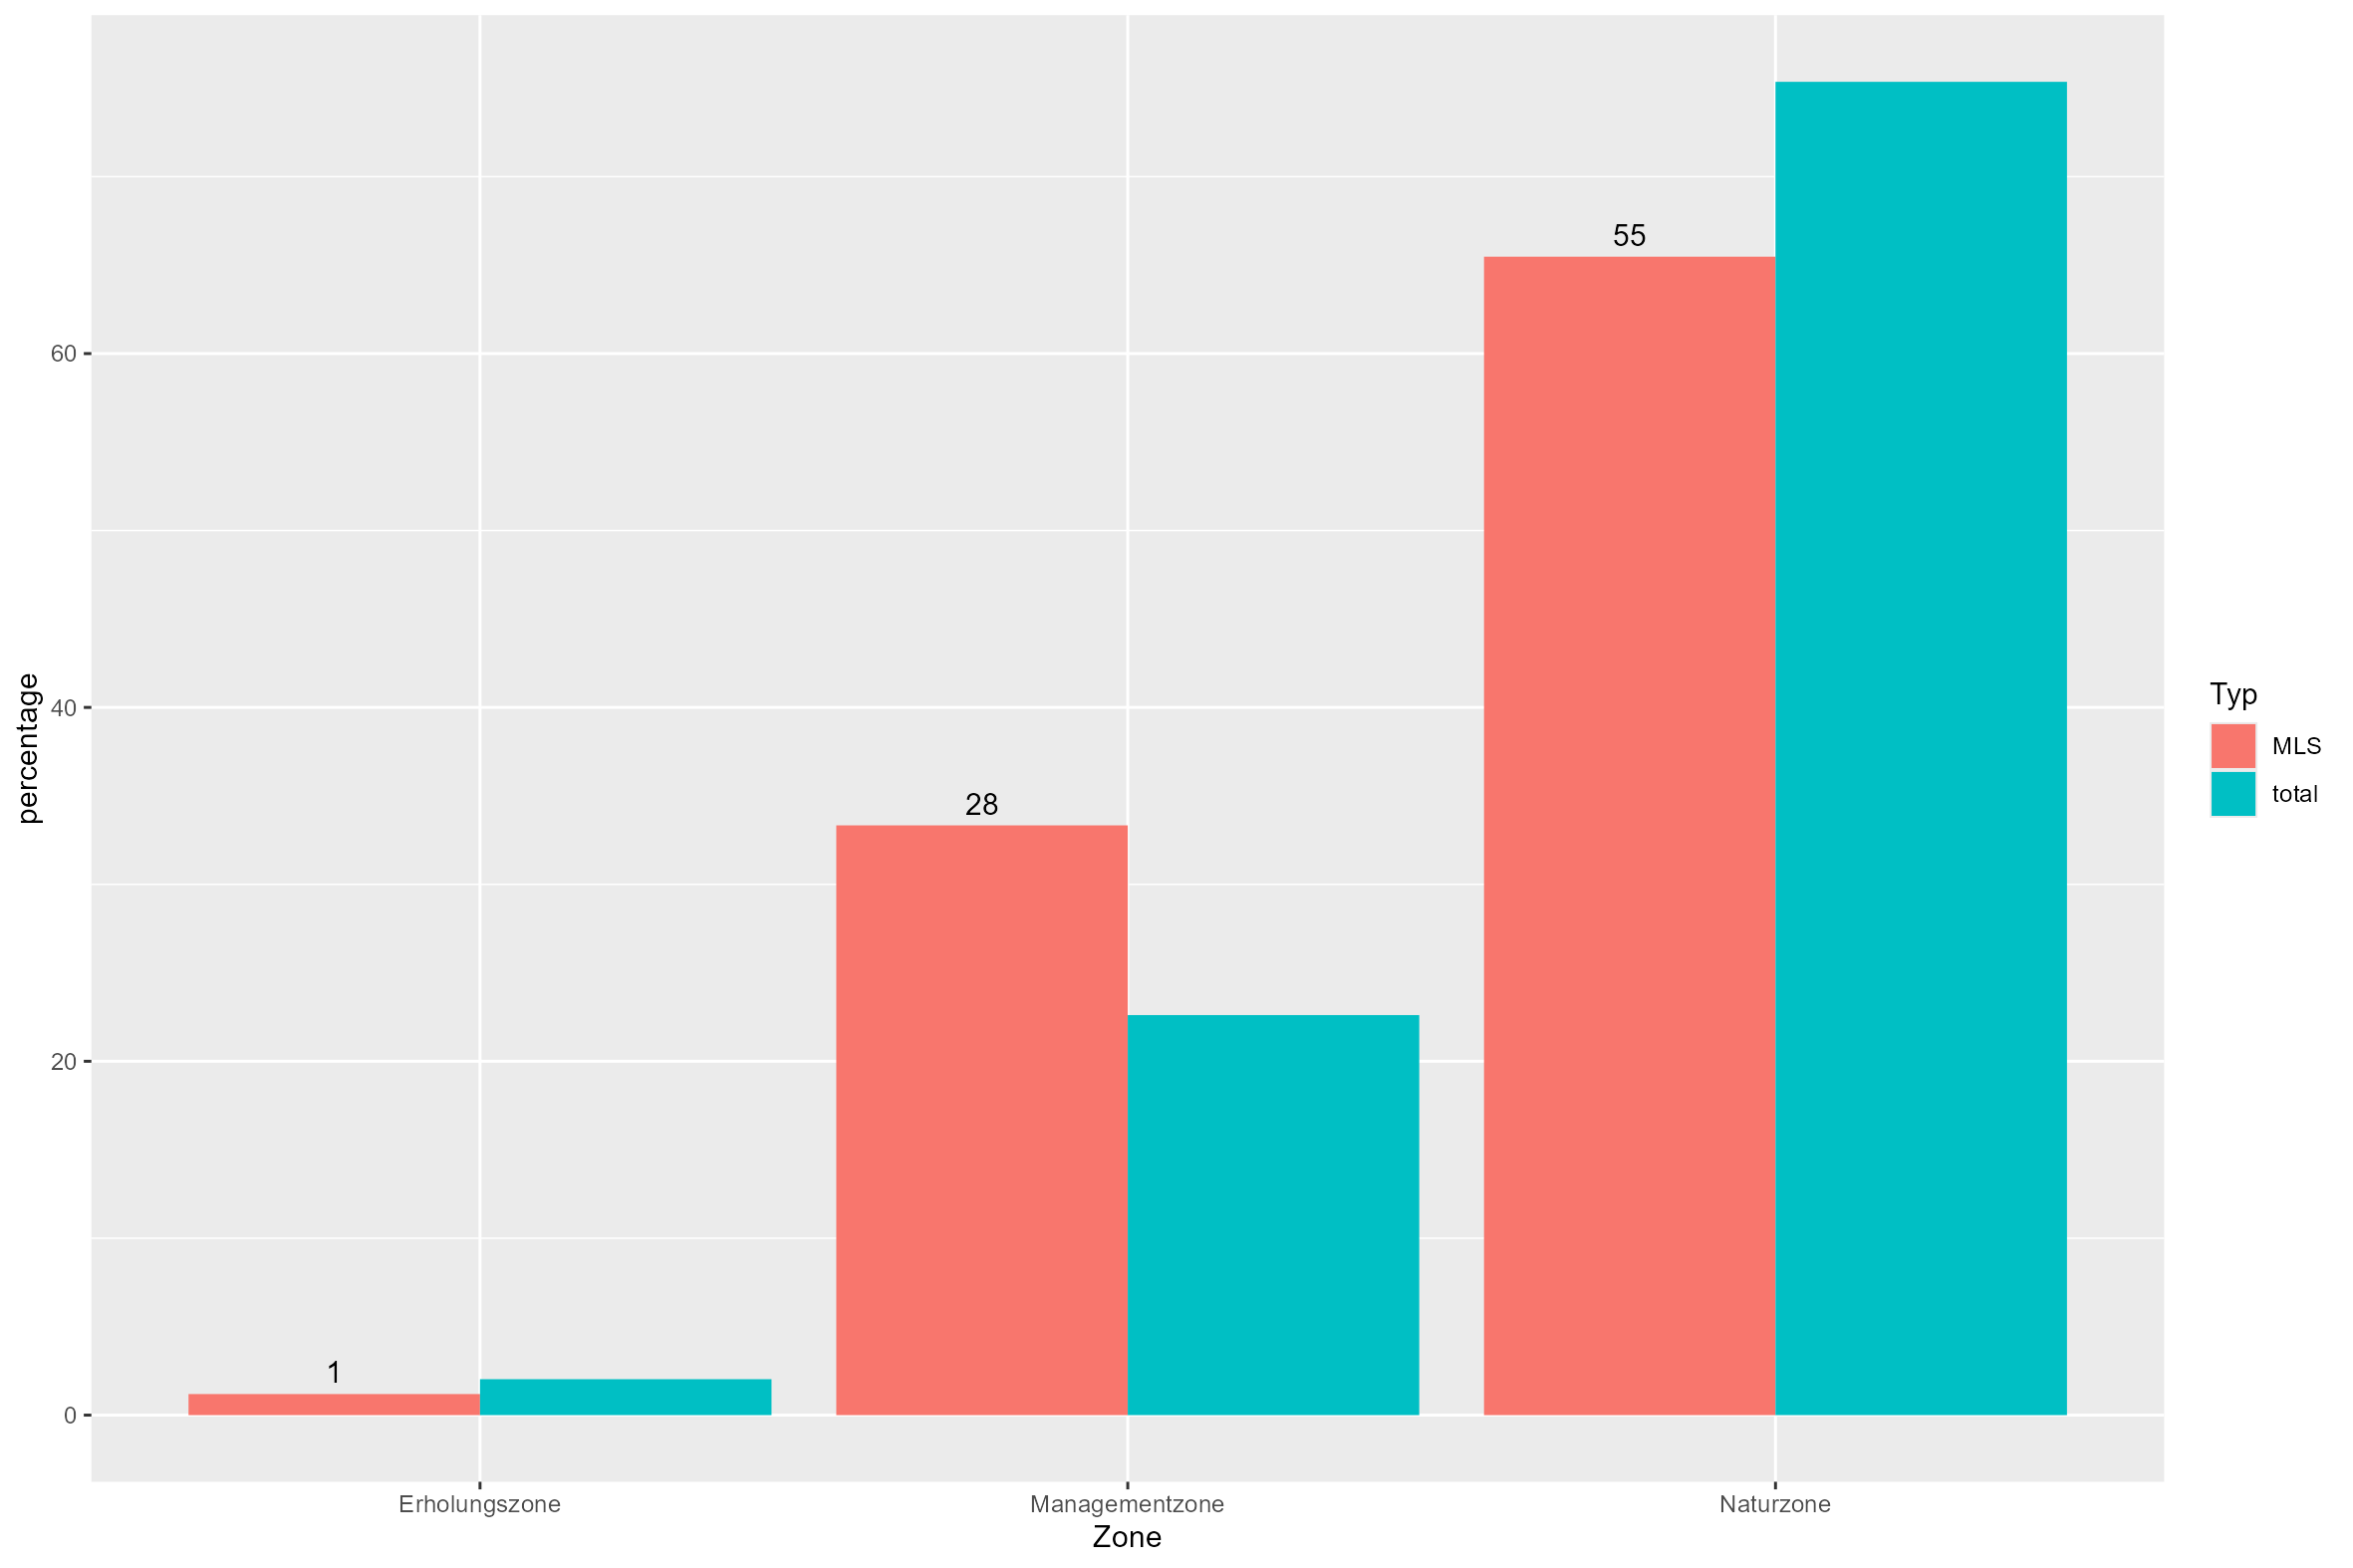 percentage
60
40
20
0
1
28
55
Erholungszone
Managementzone
Naturzone
Zone
Typ
MLS
total